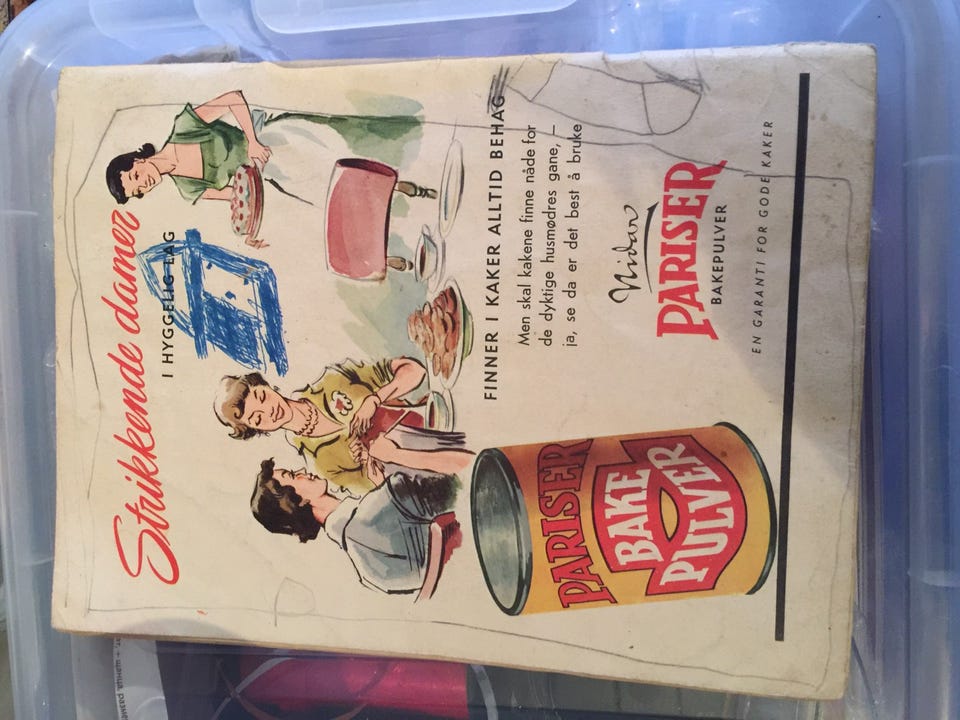 Strikkende damer
I HYGGELIG LAG
FINNER I KAKER ALLTID BEHAG
Men skal kakene finne nåde for
de dyktige husmødres gane, —
ja, se da er det best å bruke
Nidar
PARISER
BAKEPULVER
EN GARANTI FOR GODE KAKER
PARISER
BAKE
PULVER